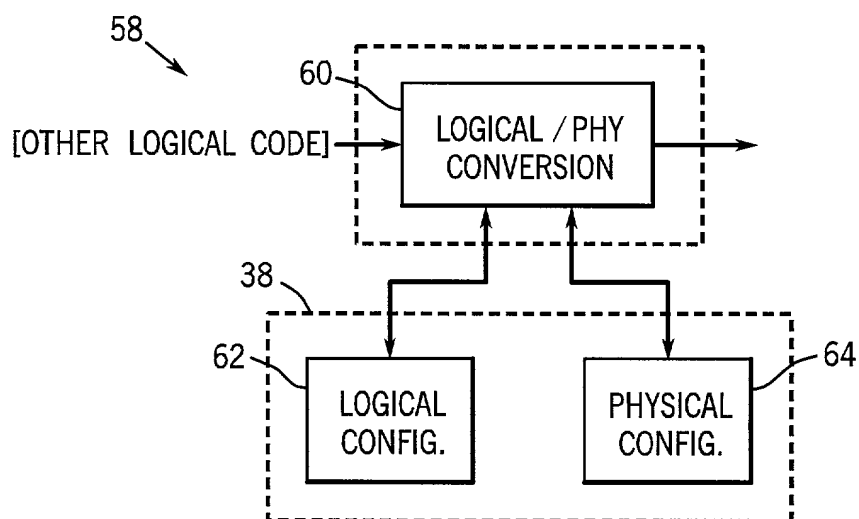 58
60
[OTHER LOGICAL CODE]
LOGICAL / PHY
CONVERSION
38
62
64
LOGICAL
CONFIG.
PHYSICAL
CONFIG.